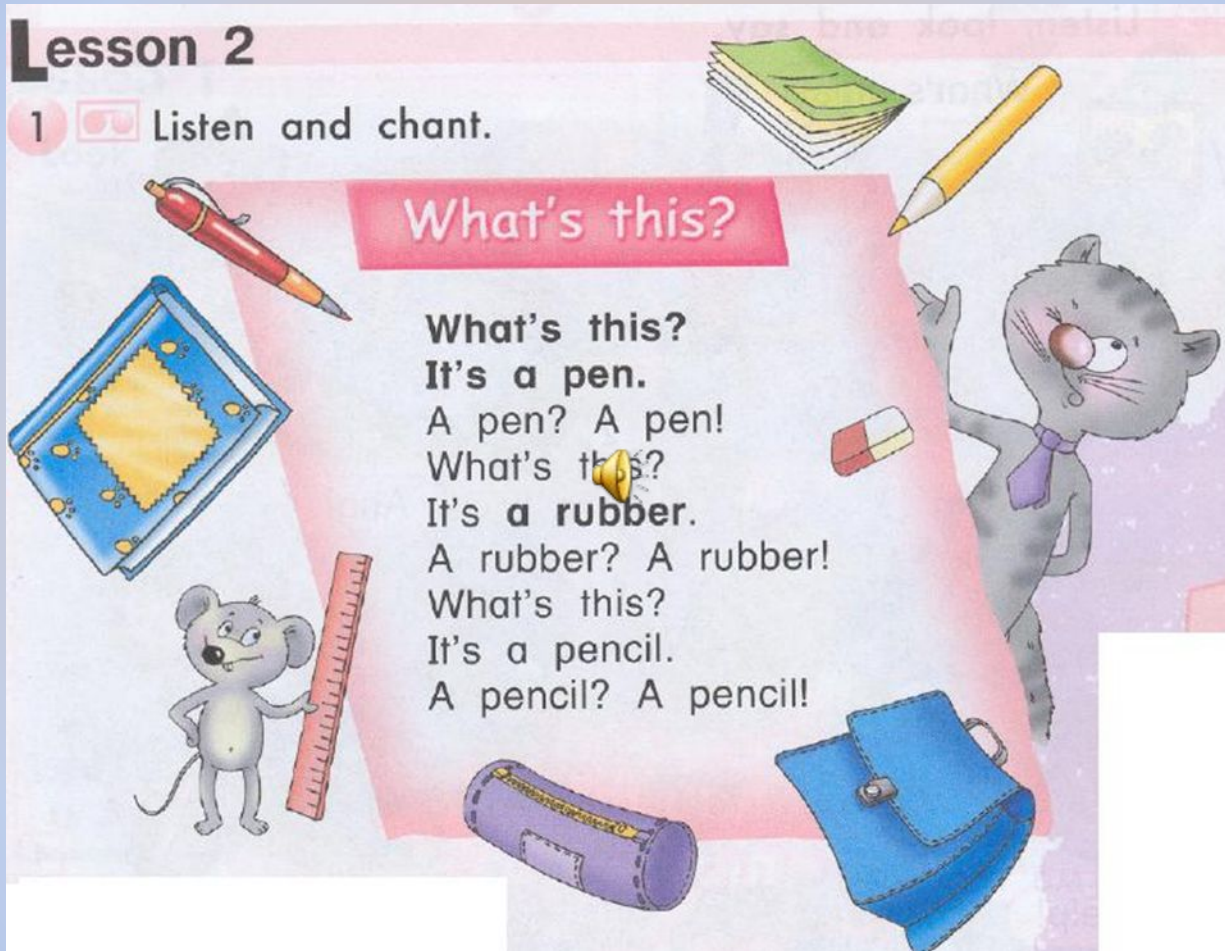 Lesson 2
1 Listen and chant.
What's this?
What's this?
It's a pen.
A pen? A pen!
What's this?
It's a rubber.
A rubber? A rubber!
What's this?
It's a pencil.
A pencil? A pencil!